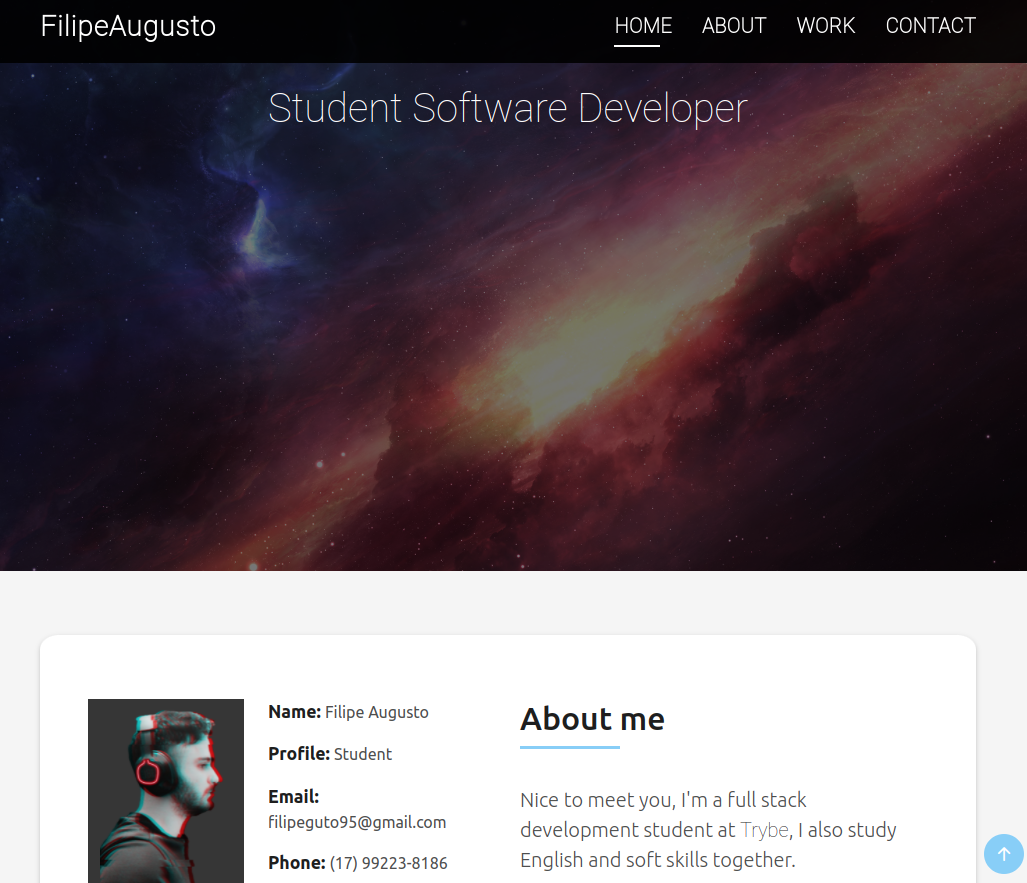 FilipeAugusto
HOME ABOUT WORK CONTACT
Student Software Developer
Name: Filipe Augusto
Profile: Student
Email:
filipeguto95@gmail.com
Phone: (17) 99223-8186
About me
Nice to meet you, I'm a full stack
development student at Trybe, I also study
English and soft skills together.